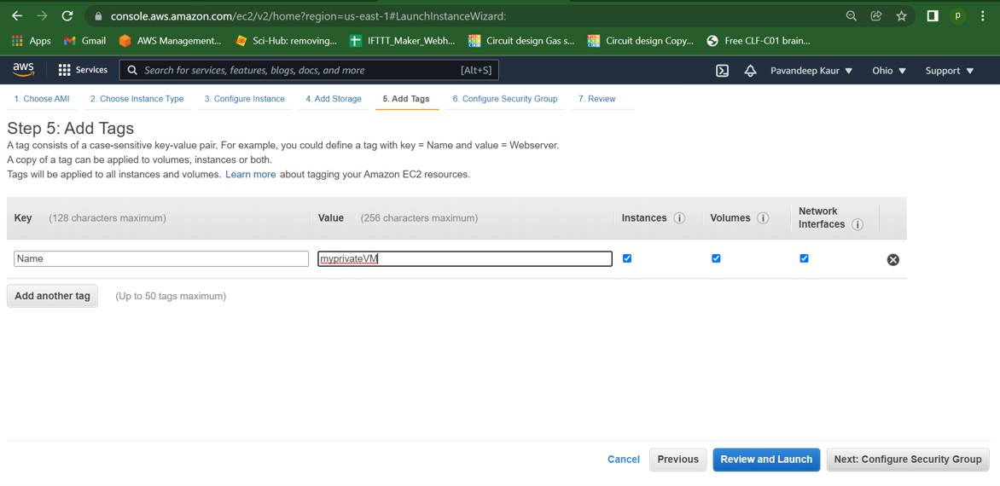 console.aws.amazon.com/ec2/v2/home?region=us-east-1#LaunchInstanceWizard:
p
Apps Gmail AWS Management... Sci-Hub: removing... IFTTT_Maker_Webh... Circuit design Gas s... Circuit design Copy... Free CLF-C01 brain...
aws Services Search for services, features, blogs, docs, and more [Alt+S] Pavandeep Kaur Ohio Support
1. Choose AMI 2. Choose Instance Type 3. Configure Instance 4. Add Storage 5. Add Tags 6. Configure Security Group 7. Review
Step 5: Add Tags
A tag consists of a case-sensitive key-value pair. For example, you could define a tag with key = Name and value = Webserver.
A copy of a tag can be applied to volumes, instances or both.
Tags will be applied to all instances and volumes. Learn more about tagging your Amazon EC2 resources.
Key (128 characters maximum) Value (256 characters maximum) Instances i Volumes i Network Interfaces i
Name myprivateVM
Add another tag (Up to 50 tags maximum)
Cancel Previous Review and Launch Next: Configure Security Group